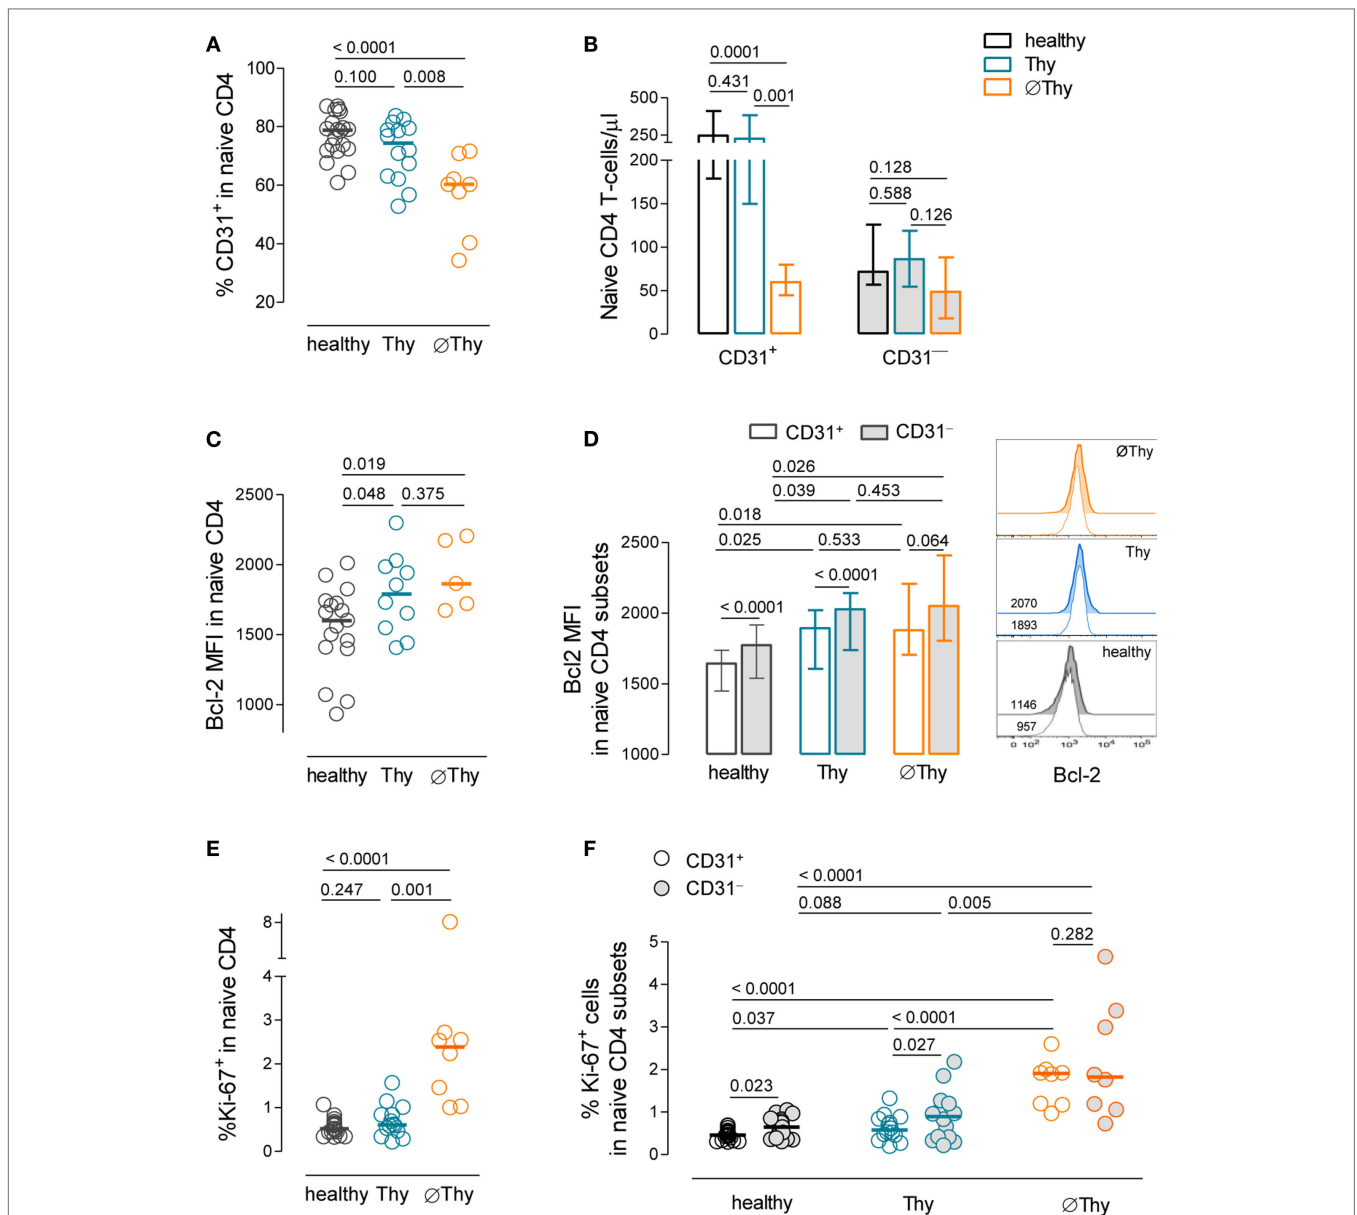 A
< 0.0001
0.100
0.008
% CD31+ in naive CD4
100
80
60
40
20
healthy
Thy
∅Thy
B
healthy
Thy
∅Thy
0.0001
0.431
0.001
0.128
0.588
0.126
Naive CD4 T-cells/µl
500
250
200
150
100
50
0
CD31+
CD31—
C
0.019
0.048
0.375
Bcl-2 MFI in naive CD4
2500
2000
1500
1000
healthy
Thy
∅Thy
D
CD31+
CD31–
0.026
0.039
0.453
0.018
0.025
0.533
0.064
< 0.0001
< 0.0001
Bcl2 MFI
in naive CD4 subsets
2500
2000
1500
1000
healthy
Thy
∅Thy
ØThy
Thy
2070
1893
healthy
1146
957
0 10² 10³ 10⁴ 10⁵
Bcl-2
E
< 0.0001
0.247
0.001
%Ki-67+ in naive CD4
8
4
3
2
1
0
healthy
Thy
∅Thy
F
CD31+
CD31–
< 0.0001
0.088
0.005
0.282
< 0.0001
0.037
< 0.0001
0.027
0.023
% Ki-67+ cells
in naive CD4 subsets
5
4
3
2
1
0
healthy
Thy
∅Thy